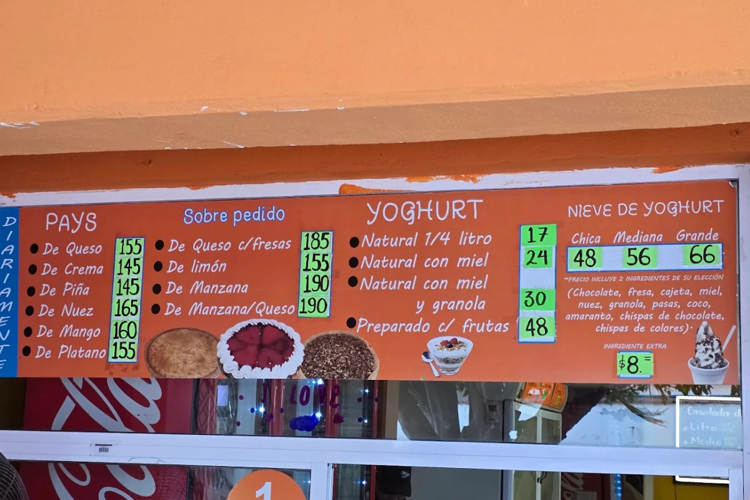 DIARIAMENTE
PAYS
De Queso 155
De Crema 145
De Piña 145
De Nuez 165
De Mango 160
De Platano 155
Sobre pedido
De Queso c/fresas 185
De limón 155
De Manzana 190
De Manzana/Queso 190
YOGHURT
Natural 1/4 litro 17
Natural con miel 24
Natural con miel
y granola 30
Preparado c/ frutas 48
NIEVE DE YOGHURT
Chica Mediana Grande
48 56 66
*PRECIO INCLUYE 2 INGREDIENTES DE SU ELECCIÓN
(Chocolate, fresa, cajeta, miel,
nuez, granola, pasas, coco,
amaranto, chispas de chocolate,
chispas de colores).
INGREDIENTE EXTRA
$8.=
LOVE
1
Ensaladas d
Litro
Medio